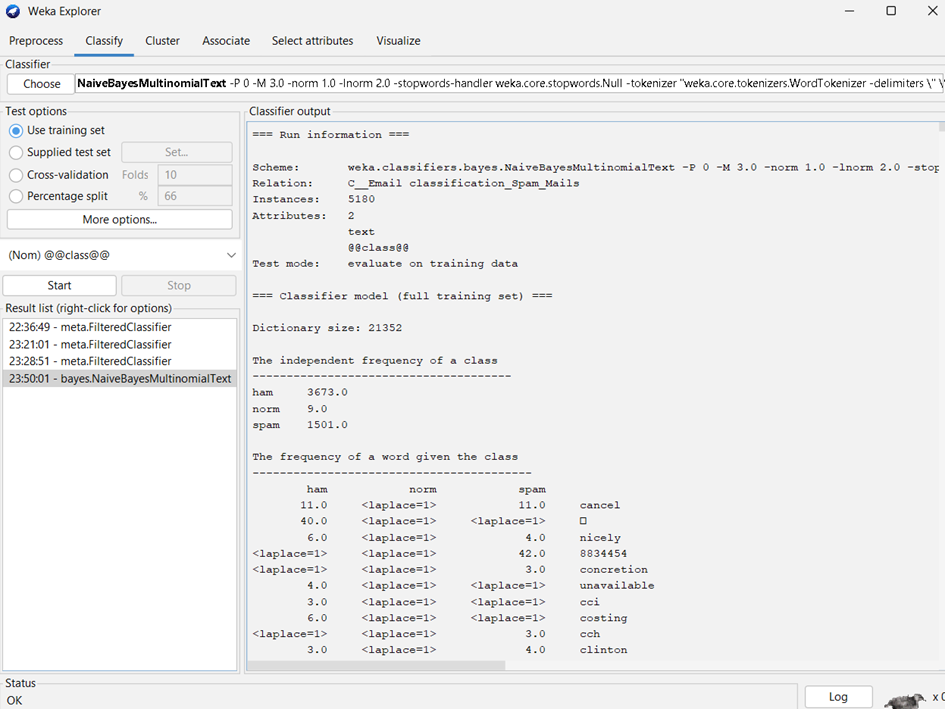 Weka Explorer
Preprocess Classify Cluster Associate Select attributes Visualize
Classifier
Choose NaiveBayesMultinomialText -P 0 -M 3.0 -norm 1.0 -lnorm 2.0 -stopwords-handler weka.core.stopwords.Null -tokenizer "weka.core.tokenizers.WordTokenizer -delimiters \" \
Test options
Use training set
Supplied test set Set...
Cross-validation Folds 10
Percentage split % 66
More options...
(Nom) @@class@@
Start Stop
Result list (right-click for options)
22:36:49 - meta.FilteredClassifier
23:21:01 - meta.FilteredClassifier
23:28:51 - meta.FilteredClassifier
23:50:01 - bayes.NaiveBayesMultinomialText
Classifier output
=== Run information ===
Scheme: weka.classifiers.bayes.NaiveBayesMultinomialText -P 0 -M 3.0 -norm 1.0 -lnorm 2.0 -stop
Relation: C__Email classification_Spam_Mails
Instances: 5180
Attributes: 2
text
@@class@@
Test mode: evaluate on training data
=== Classifier model (full training set) ===
Dictionary size: 21352
The independent frequency of a class
--------------------------------------
ham 3673.0
norm 9.0
spam 1501.0
The frequency of a word given the class
-----------------------------------------
ham norm spam
11.0 <laplace=1> 11.0 cancel
40.0 <laplace=1> <laplace=1> □
6.0 <laplace=1> 4.0 nicely
<laplace=1> <laplace=1> 42.0 8834454
<laplace=1> <laplace=1> 3.0 concretion
4.0 <laplace=1> <laplace=1> unavailable
3.0 <laplace=1> <laplace=1> cci
6.0 <laplace=1> <laplace=1> costing
<laplace=1> <laplace=1> 3.0 cch
3.0 <laplace=1> 4.0 clinton
Status
OK
Log
x 0